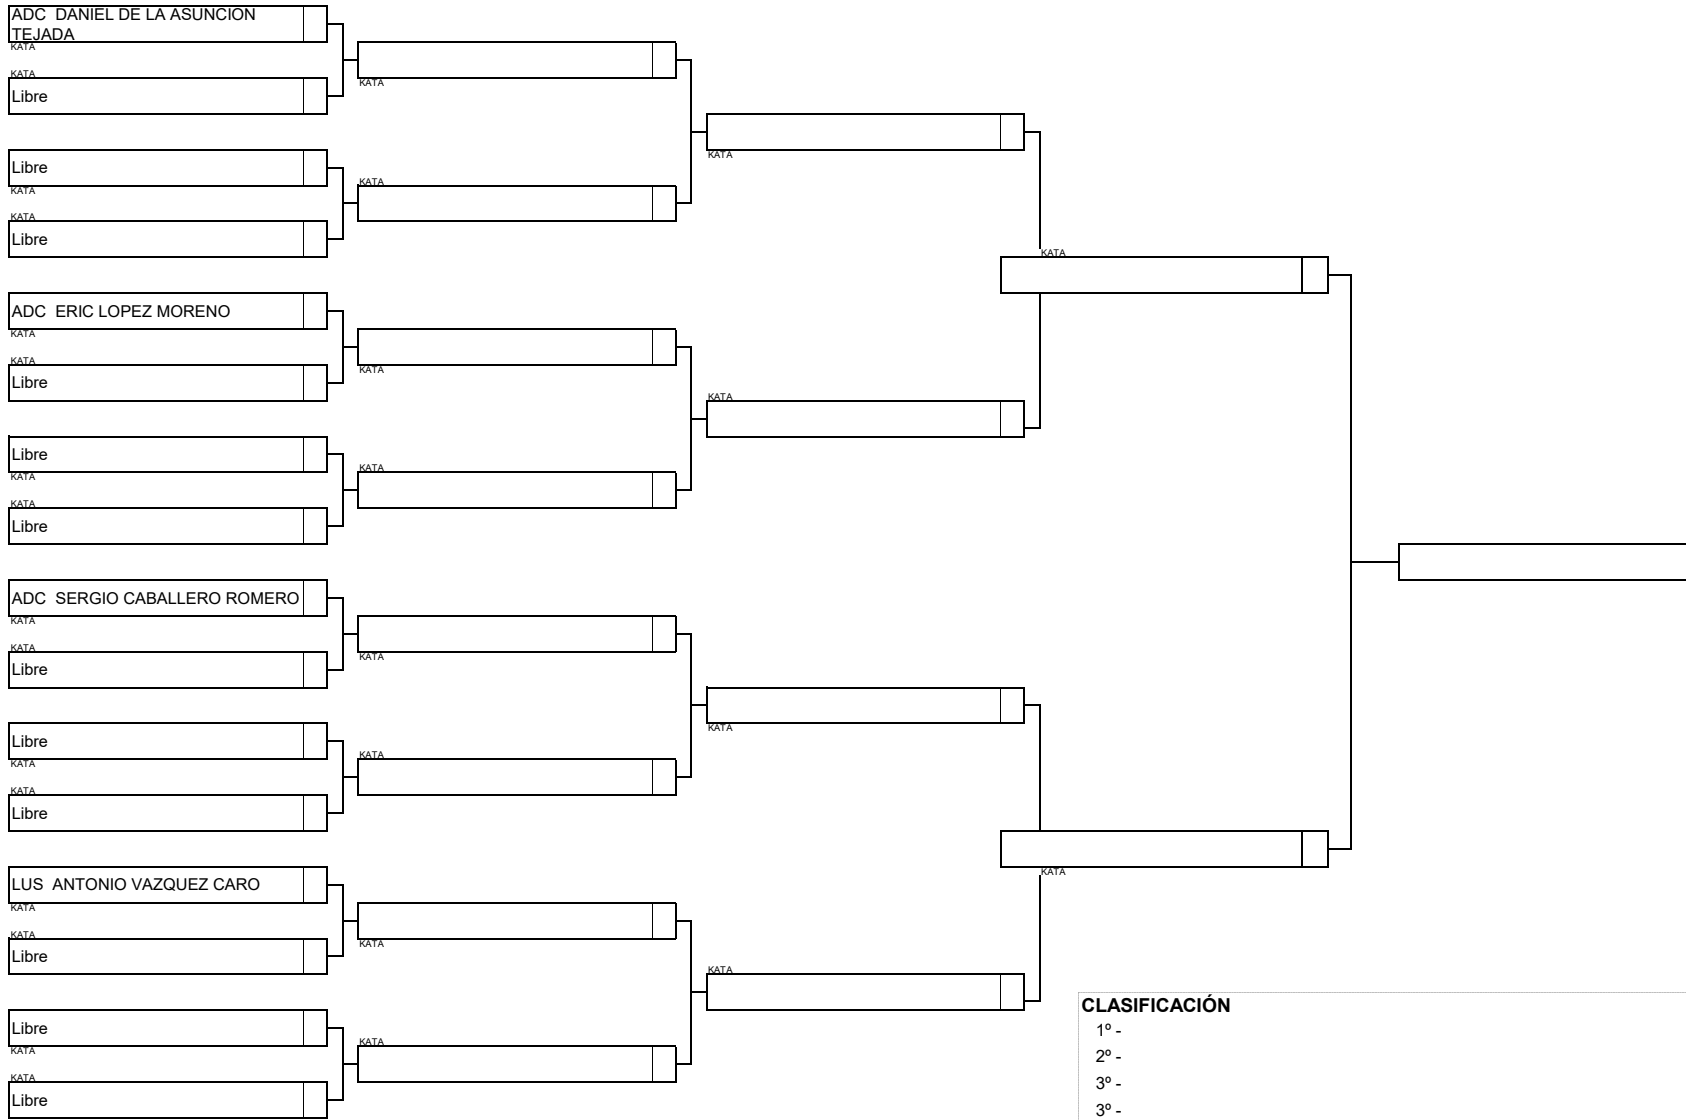 ADC  DANIEL DE LA ASUNCION
TEJADA
KATA
KATA
KATA
Libre
KATA
Libre
KATA
KATA
KATA
Libre
KATA
ADC  ERIC LOPEZ MORENO
KATA
KATA
KATA
Libre
KATA
Libre
KATA
KATA
KATA
Libre
ADC  SERGIO CABALLERO ROMERO
KATA
KATA
KATA
Libre
KATA
Libre
KATA
KATA
KATA
Libre
KATA
LUS  ANTONIO VAZQUEZ CARO
KATA
KATA
KATA
Libre
KATA
Libre
KATA
KATA
KATA
Libre
CLASIFICACIÓN
1º -
2º -
3º -
3º -